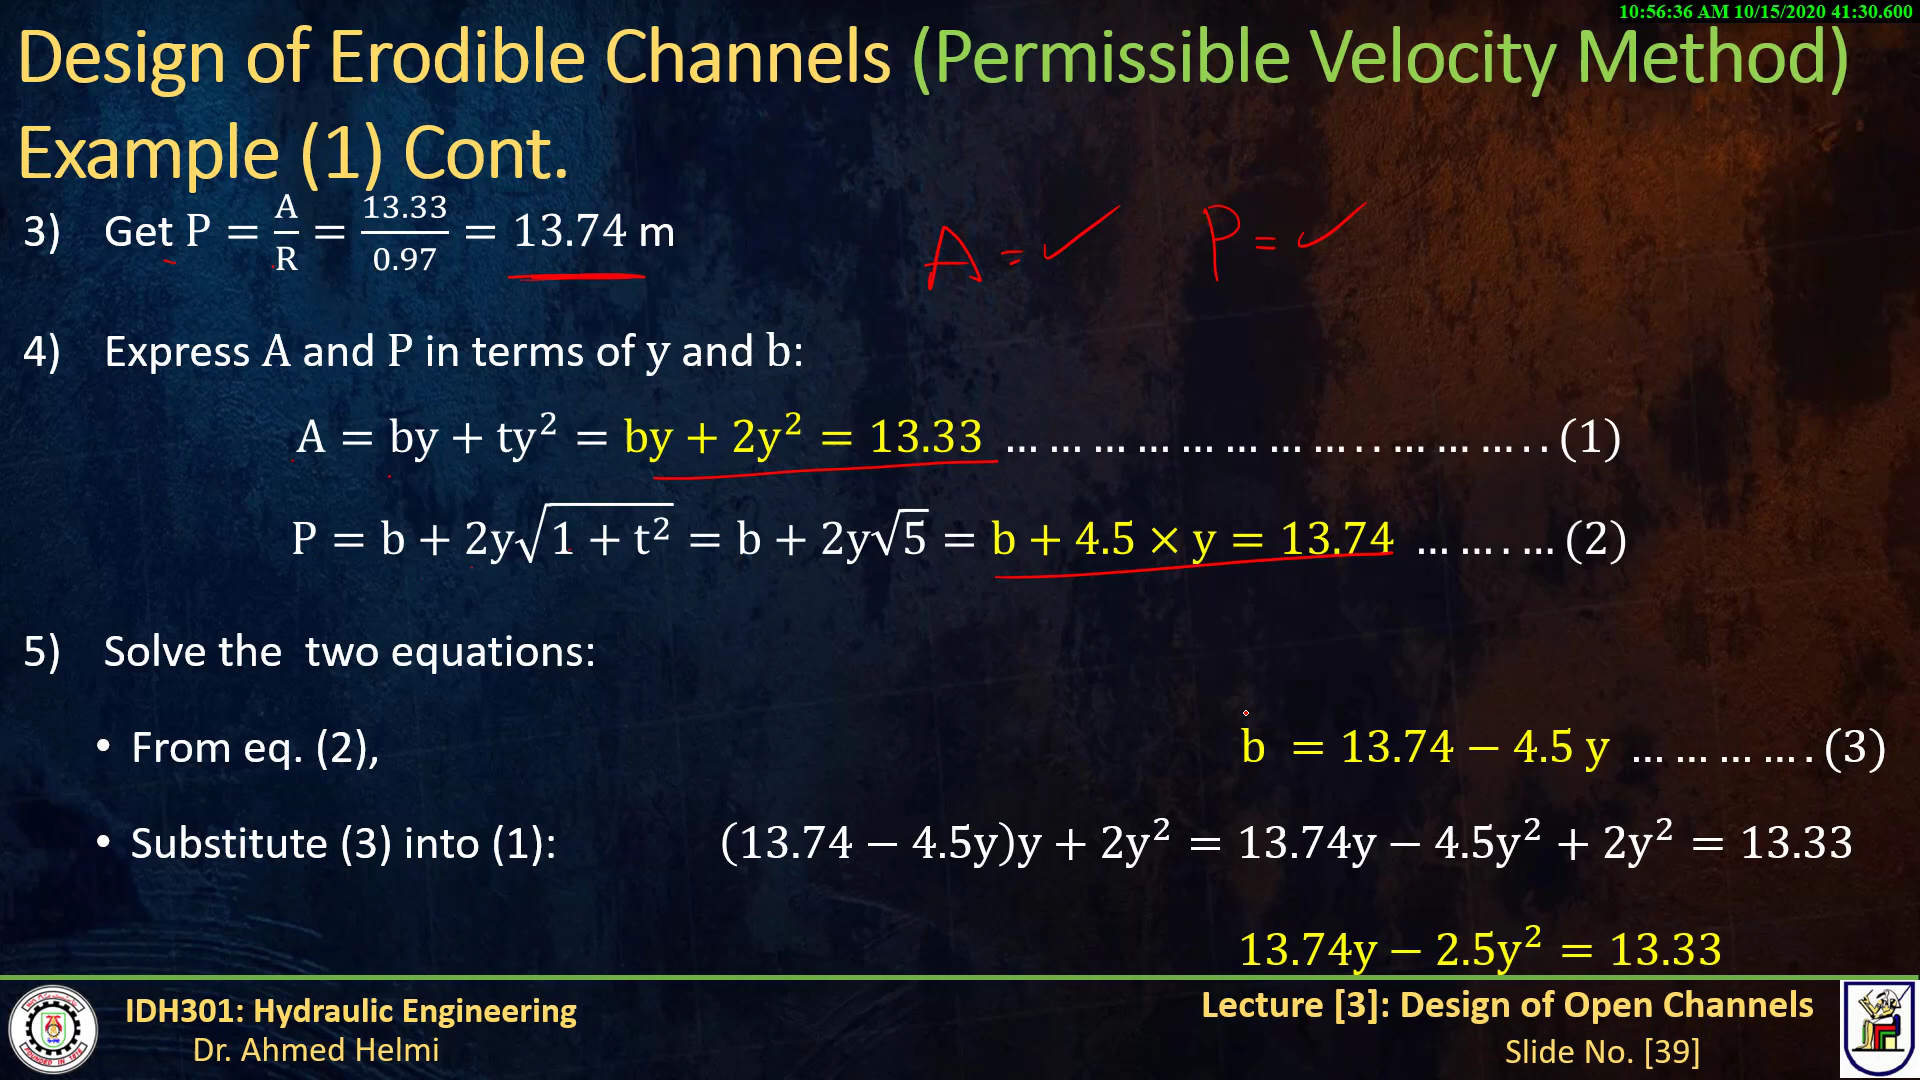 10:56:36 AM 10/15/2020 41:30.600
Design of Erodible Channels (Permissible Velocity Method)
Example (1) Cont.
3) Get P = A/R = 13.33/0.97 = 13.74 m
A = ✓ P = ✓
4) Express A and P in terms of y and b:
A = by + ty² = by + 2y² = 13.33 … … … … … … … … . . … … … . . (1)
P = b + 2y√(1 + t²) = b + 2y√5 = b + 4.5 × y = 13.74 … … . … (2)
5) Solve the two equations:
• From eq. (2), b = 13.74 − 4.5 y … … … … . (3)
• Substitute (3) into (1): (13.74 − 4.5y)y + 2y² = 13.74y − 4.5y² + 2y² = 13.33
13.74y − 2.5y² = 13.33
IDH301: Hydraulic Engineering
Dr. Ahmed Helmi
Lecture [3]: Design of Open Channels
Slide No. [39]